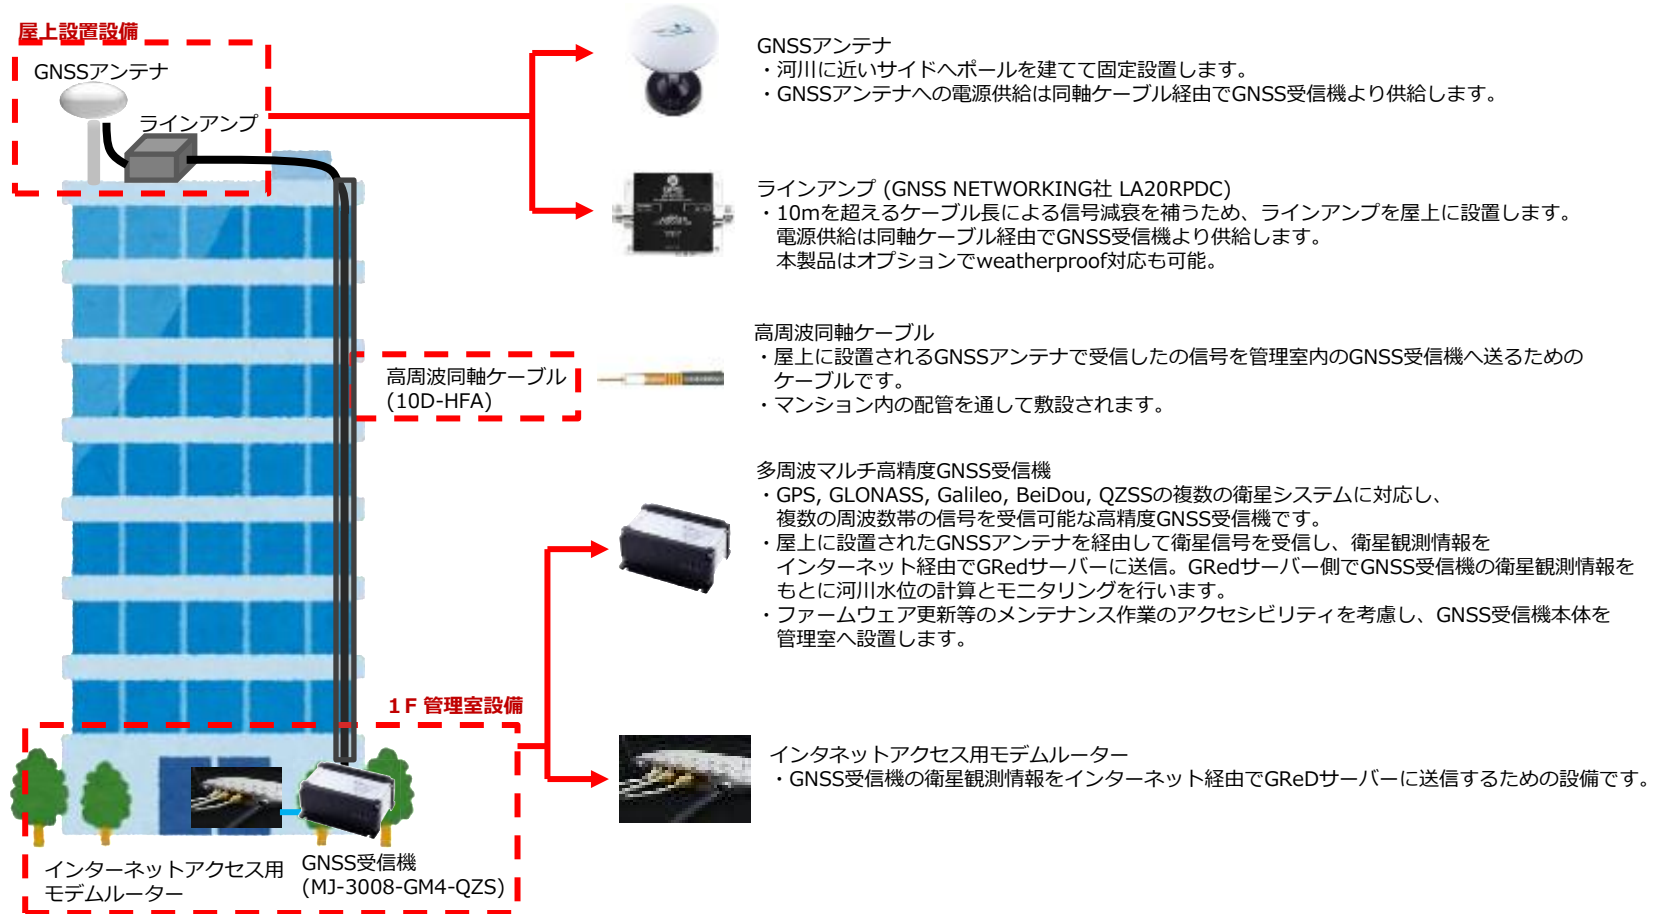 屋上設置設備
GNSSアンテナ
ラインアンプ
GNSSアンテナ
・河川に近いサイドへポールを建てて固定設置します。
・GNSSアンテナへの電源供給は同軸ケーブル経由でGNSS受信機より供給します。
ラインアンプ (GNSS NETWORKING社 LA20RPDC)
・10mを超えるケーブル長による信号減衰を補うため、ラインアンプを屋上に設置します。
電源供給は同軸ケーブル経由でGNSS受信機より供給します。
本製品はオプションでweatherproof対応も可能。
高周波同軸ケーブル
(10D-HFA)
高周波同軸ケーブル
・屋上に設置されるGNSSアンテナで受信したの信号を管理室内のGNSS受信機へ送るための
ケーブルです。
・マンション内の配管を通して敷設されます。
多周波マルチ高精度GNSS受信機
・GPS, GLONASS, Galileo, BeiDou, QZSSの複数の衛星システムに対応し、
複数の周波数帯の信号を受信可能な高精度GNSS受信機です。
・屋上に設置されたGNSSアンテナを経由して衛星信号を受信し、衛星観測情報を
インターネット経由でGRedサーバーに送信。GRedサーバー側でGNSS受信機の衛星観測情報を
もとに河川水位の計算とモニタリングを行います。
・ファームウェア更新等のメンテナンス作業のアクセシビリティを考慮し、GNSS受信機本体を
管理室へ設置します。
1F 管理室設備
インターネットアクセス用
モデムルーター
GNSS受信機
(MJ-3008-GM4-QZS)
インタネットアクセス用モデムルーター
・GNSS受信機の衛星観測情報をインターネット経由でGReDサーバーに送信するための設備です。